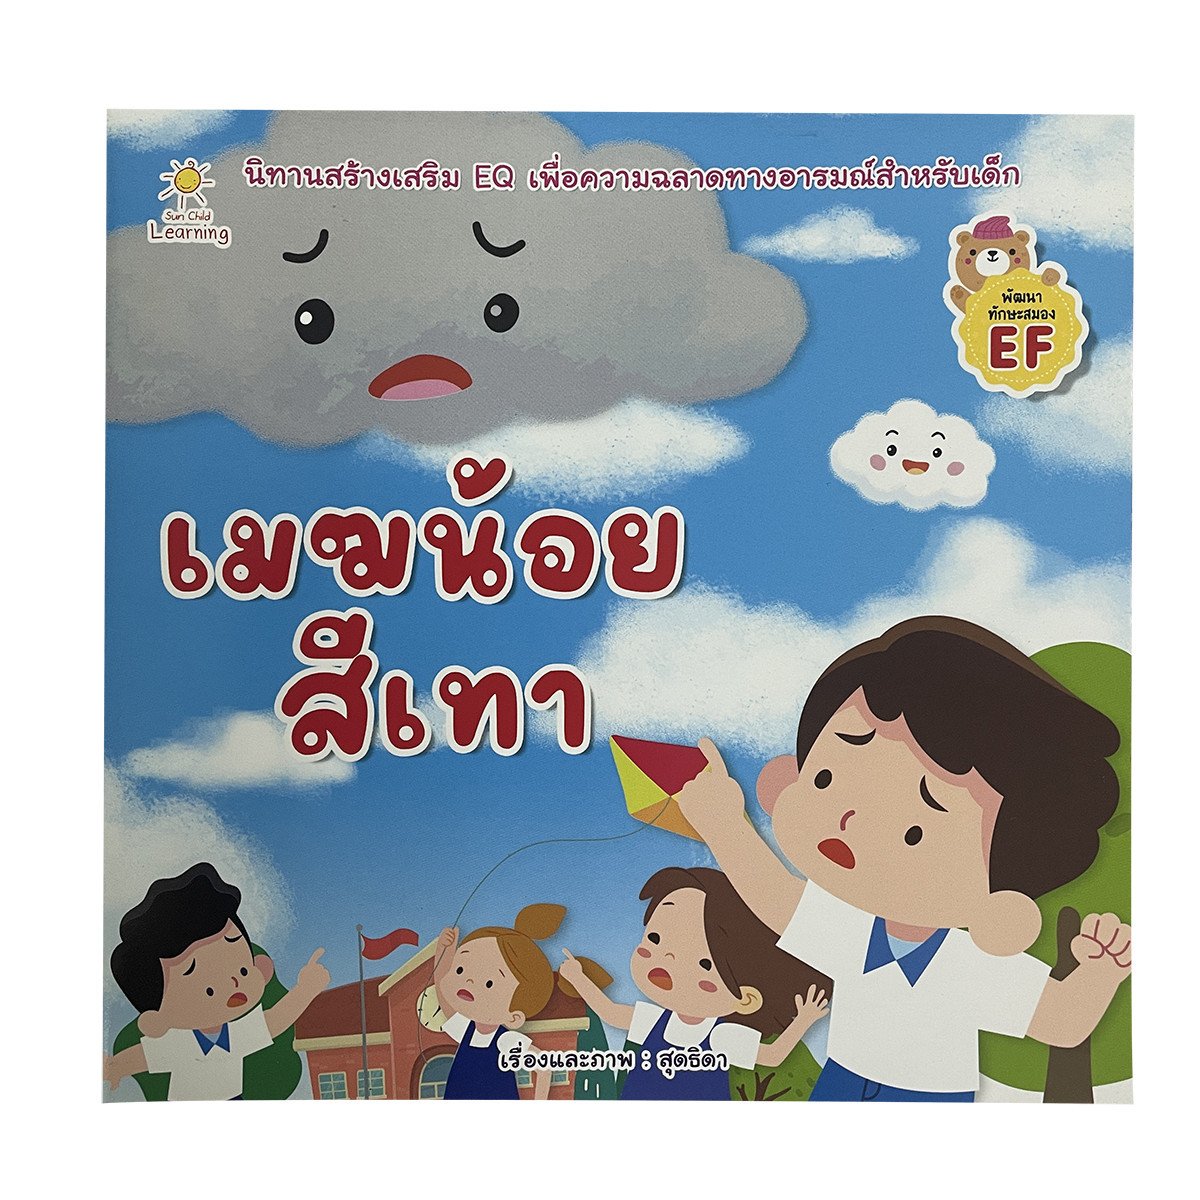 นิทานสร้างเสริม EQ เพื่อความฉลาดทางอารมณ์สำหรับเด็ก
Sun Child
Learning
พัฒนา
ทักษะสมอง
EF
เมฆน้อย
สีเทา
เรื่องและภาพ : สุดธิดา